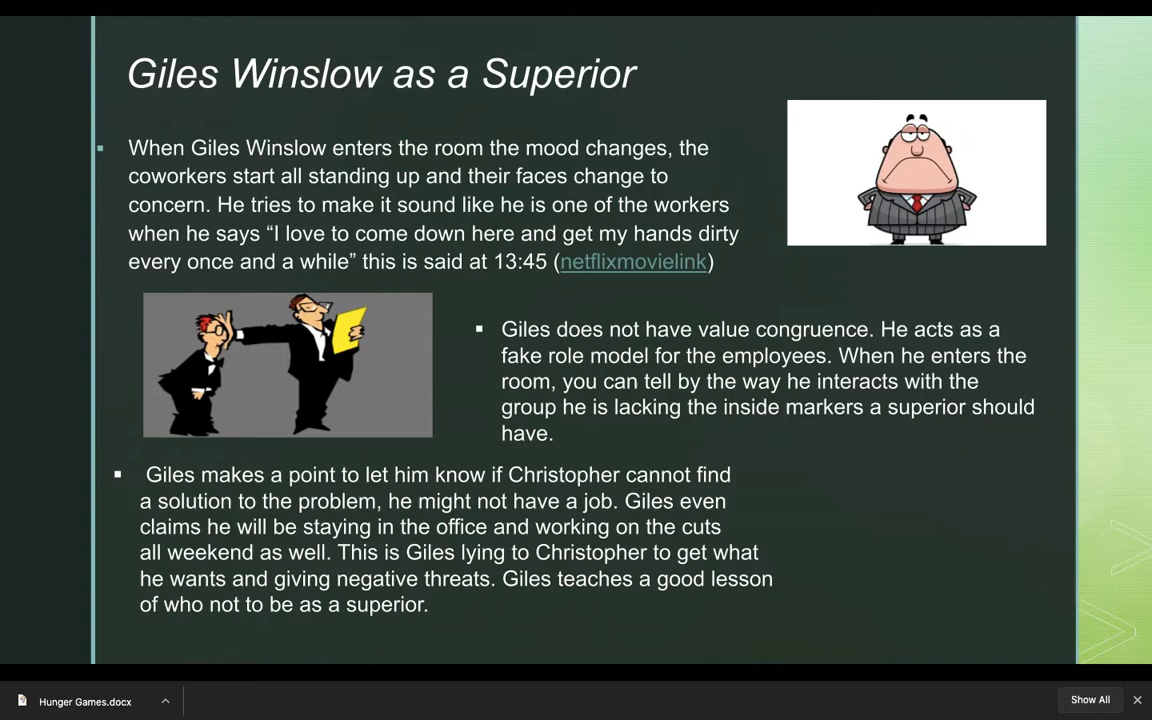 Giles Winslow as a Superior
When Giles Winslow enters the room the mood changes, the
coworkers start all standing up and their faces change to
concern. He tries to make it sound like he is one of the workers
when he says “I love to come down here and get my hands dirty
every once and a while” this is said at 13:45 (netflixmovielink)
Giles does not have value congruence. He acts as a
fake role model for the employees. When he enters the
room, you can tell by the way he interacts with the
group he is lacking the inside markers a superior should
have.
Giles makes a point to let him know if Christopher cannot find
a solution to the problem, he might not have a job. Giles even
claims he will be staying in the office and working on the cuts
all weekend as well. This is Giles lying to Christopher to get what
he wants and giving negative threats. Giles teaches a good lesson
of who not to be as a superior.
Hunger Games.docx
Show All